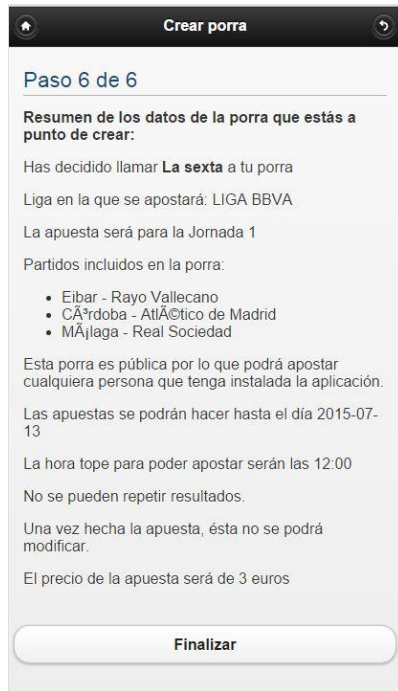 Crear porra
Paso 6 de 6
Resumen de los datos de la porra que estás a
punto de crear:
Has decidido llamar La sexta a tu porra
Liga en la que se apostará: LIGA BBVA
La apuesta será para la Jornada 1
Partidos incluidos en la porra:
• Eibar - Rayo Vallecano
• CÃ³rdoba - AtlÃ©tico de Madrid
• MÃ¡laga - Real Sociedad
Esta porra es pública por lo que podrá apostar
cualquiera persona que tenga instalada la aplicación.
Las apuestas se podrán hacer hasta el día 2015-07-
13
La hora tope para poder apostar serán las 12:00
No se pueden repetir resultados.
Una vez hecha la apuesta, ésta no se podrá
modificar.
El precio de la apuesta será de 3 euros
Finalizar